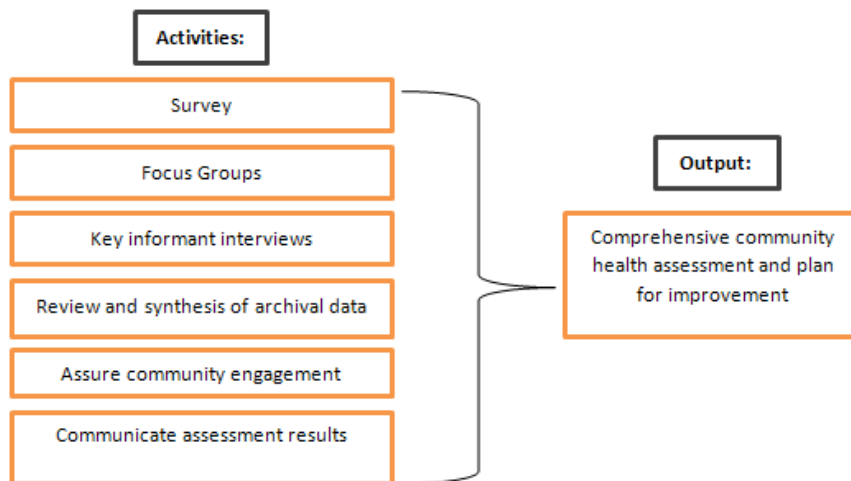 Activities:
Survey
Focus Groups
Key informant interviews
Review and synthesis of archival data
Assure community engagement
Communicate assessment results
Output:
Comprehensive community
health assessment and plan
for improvement